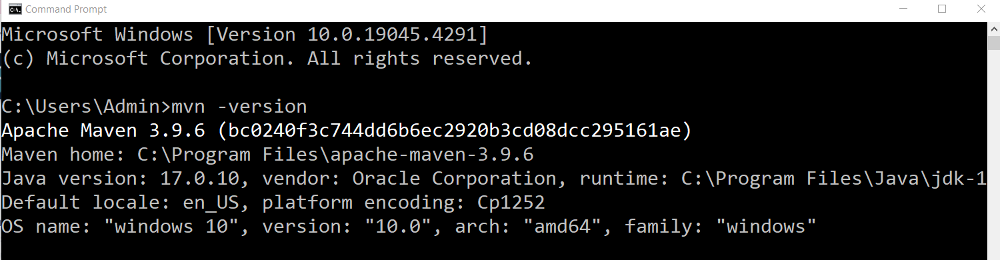 Command Prompt
Microsoft Windows [Version 10.0.19045.4291]
(c) Microsoft Corporation. All rights reserved.
C:\Users\Admin>mvn -version
Apache Maven 3.9.6 (bc0240f3c744dd6b6ec2920b3cd08dcc295161ae)
Maven home: C:\Program Files\apache-maven-3.9.6
Java version: 17.0.10, vendor: Oracle Corporation, runtime: C:\Program Files\Java\jdk-1
Default locale: en_US, platform encoding: Cp1252
OS name: "windows 10", version: "10.0", arch: "amd64", family: "windows"